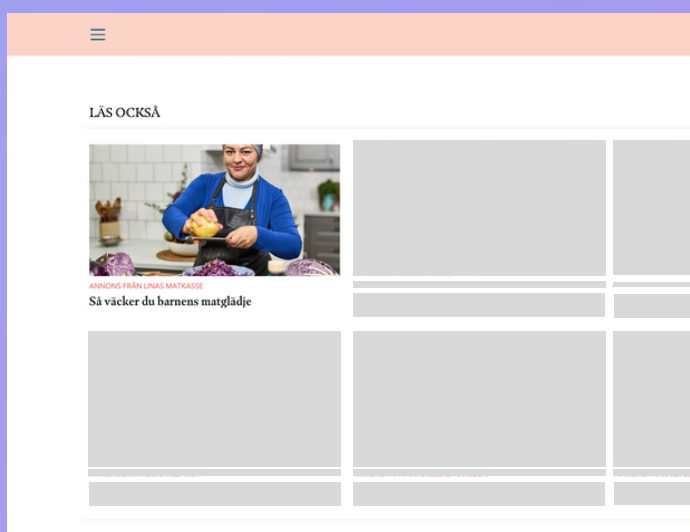 LÄS OCKSÅ
ANNONS FRÅN LINAS MATKASSE
Så väcker du barnens matglädje